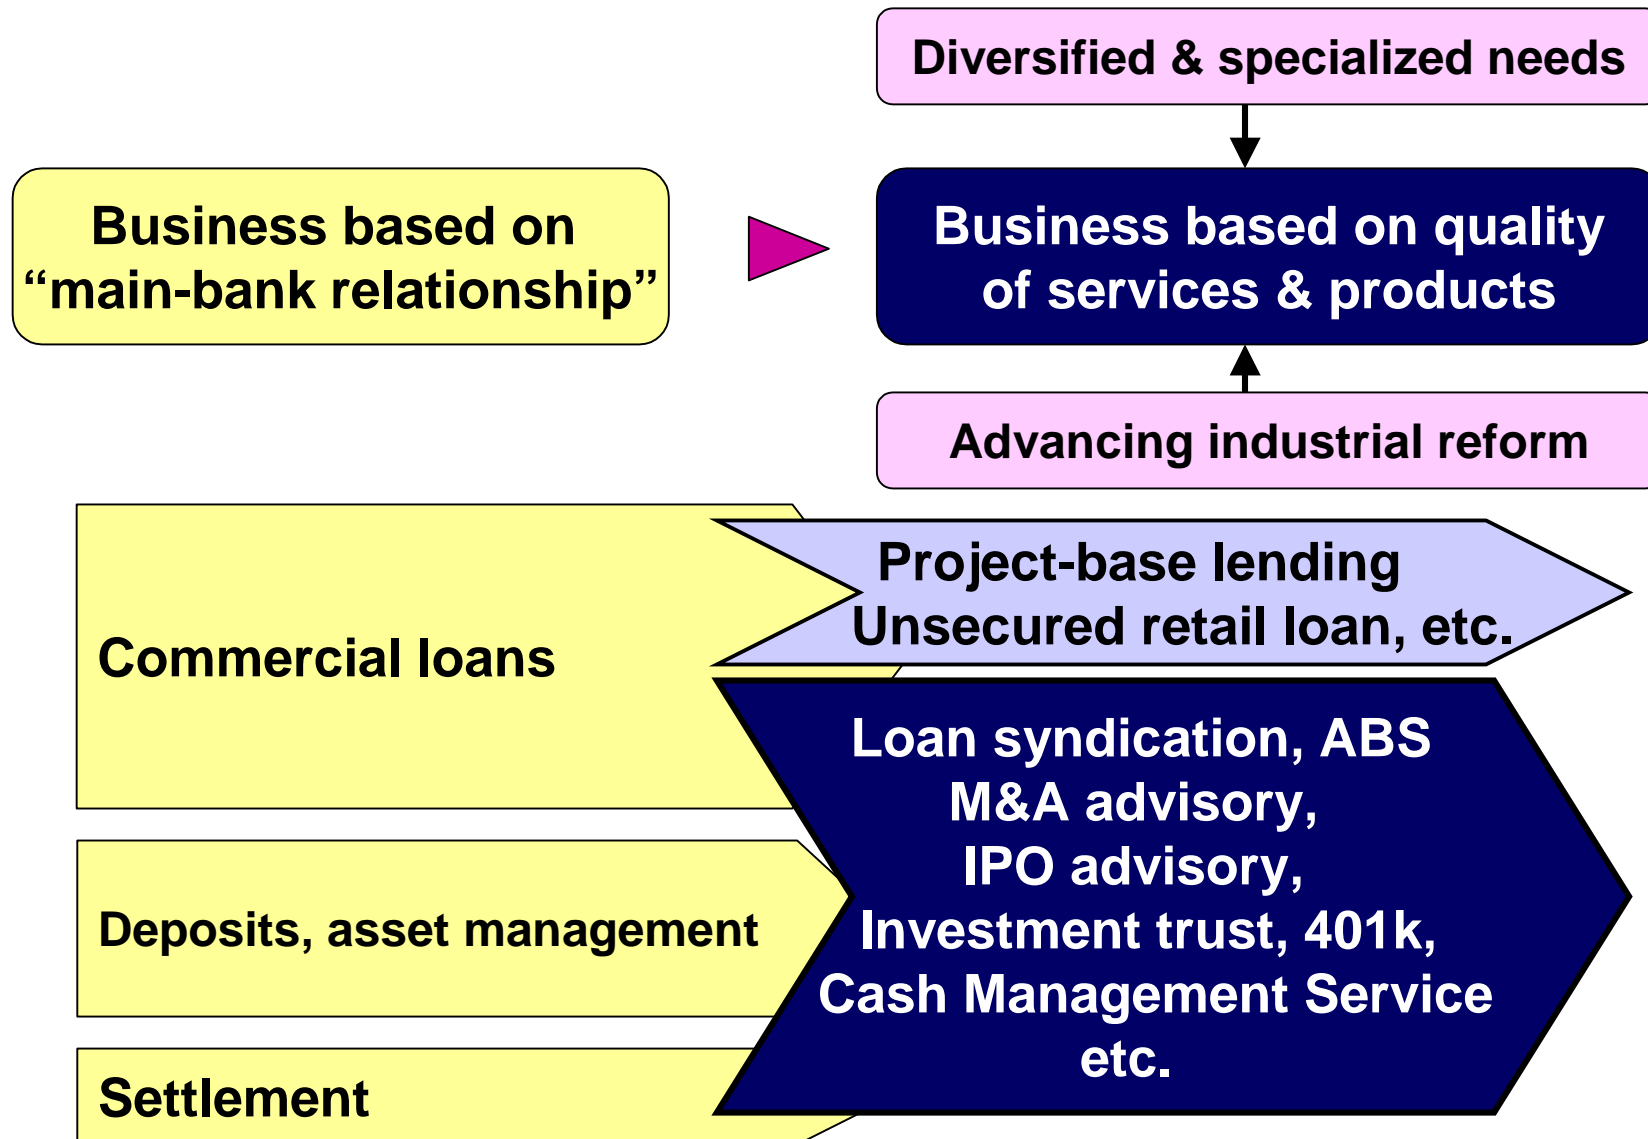 Diversified & specialized needs
Business based on
“main-bank relationship”
Business based on quality
of services & products
Advancing industrial reform
Commercial loans
Project-base lending
Unsecured retail loan, etc.
Loan syndication, ABS
M&A advisory,
IPO advisory,
Investment trust, 401k,
Cash Management Service
etc.
Deposits, asset management
Settlement